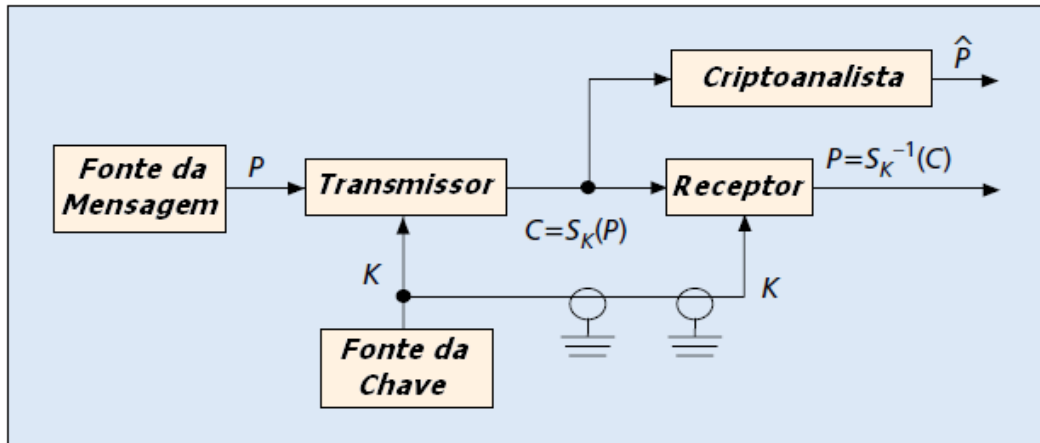 P̂
Criptoanalista
Fonte da
Mensagem
P
Transmissor
Receptor
P=S_K⁻¹(C)
C=S_K(P)
K
K
Fonte da
Chave